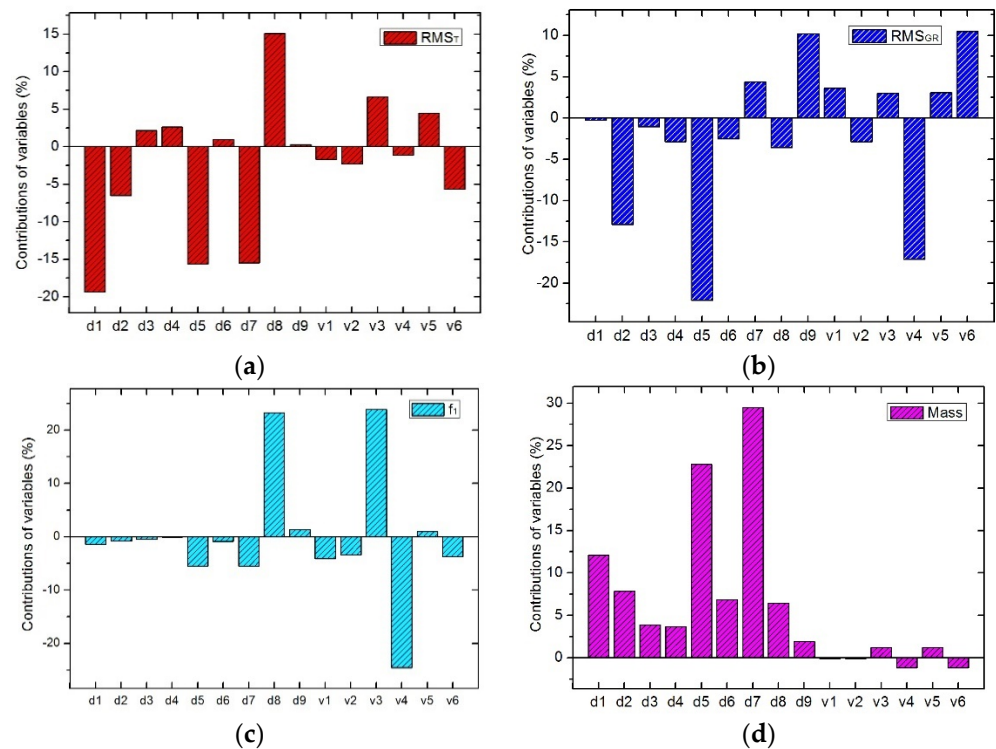 RMST
Contributions of variables (%)
15
10
5
0
-5
-10
-15
-20
d1 d2 d3 d4 d5 d6 d7 d8 d9 v1 v2 v3 v4 v5 v6
(a)
RMSGR
Contributions of variables (%)
10
5
0
-5
-10
-15
-20
d1 d2 d3 d4 d5 d6 d7 d8 d9 v1 v2 v3 v4 v5 v6
(b)
f1
Contributions of variables (%)
20
10
0
-10
-20
d1 d2 d3 d4 d5 d6 d7 d8 d9 v1 v2 v3 v4 v5 v6
(c)
Mass
Contributions of variables (%)
30
25
20
15
10
5
0
d1 d2 d3 d4 d5 d6 d7 d8 d9 v1 v2 v3 v4 v5 v6
(d)